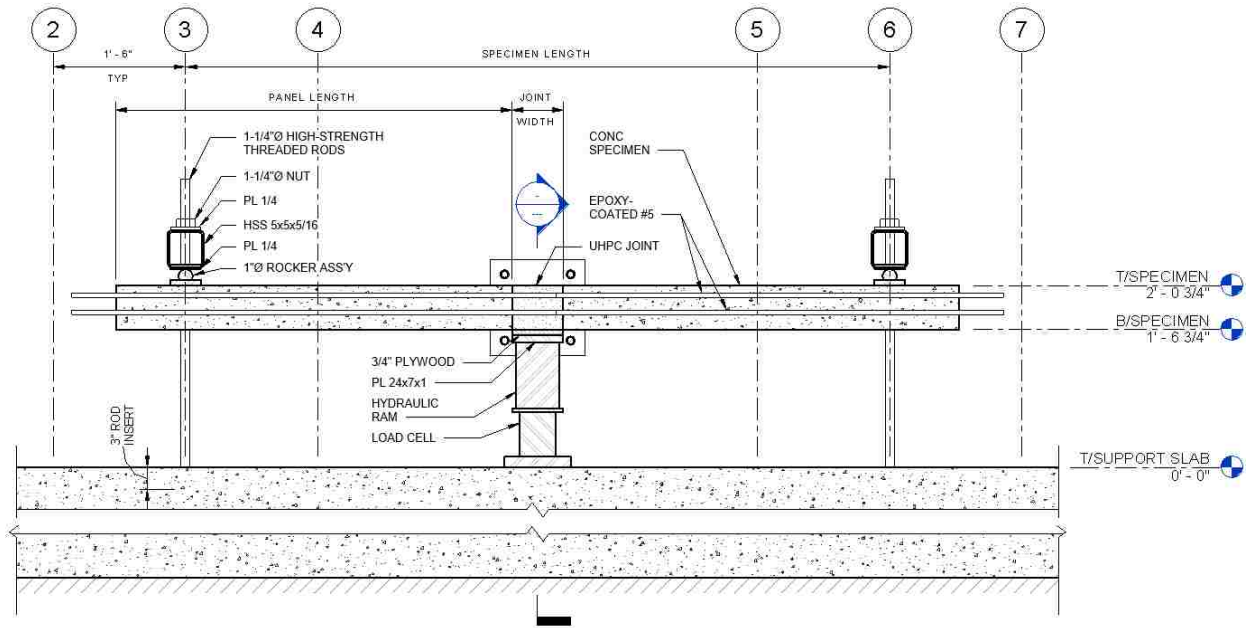 2
3
4
5
6
7
1' - 6"
TYP
SPECIMEN LENGTH
PANEL LENGTH
JOINT
WIDTH
1-1/4"Ø HIGH-STRENGTH
THREADED RODS
1-1/4"Ø NUT
PL 1/4
HSS 5x5x5/16
PL 1/4
1"Ø ROCKER ASS'Y
CONC
SPECIMEN
EPOXY-
COATED #5
UHPC JOINT
-
---
T/SPECIMEN
2' - 0 3/4"
B/SPECIMEN
1' - 6 3/4"
3/4" PLYWOOD
PL 24x7x1
HYDRAULIC
RAM
LOAD CELL
3" ROD
INSERT
T/SUPPORT SLAB
0' - 0"